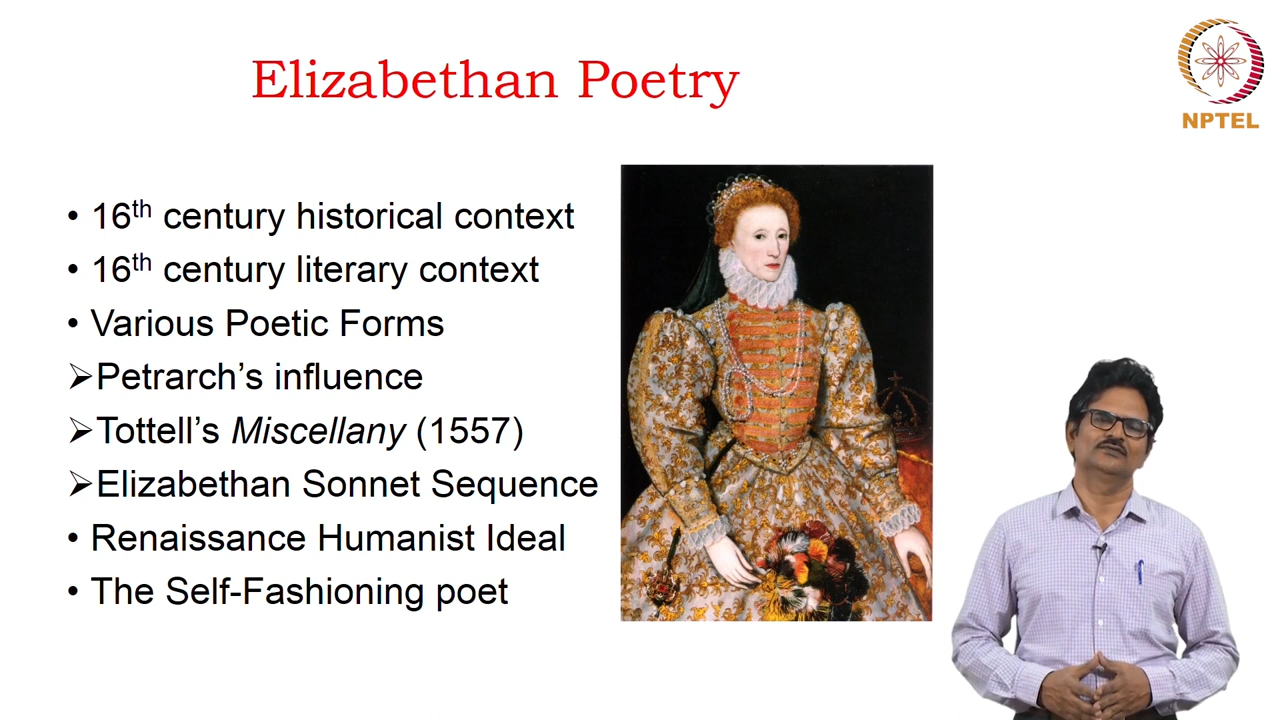 Elizabethan Poetry
NPTEL
• 16th century historical context
• 16th century literary context
• Various Poetic Forms
➢Petrarch's influence
➢Tottell's Miscellany (1557)
➢Elizabethan Sonnet Sequence
• Renaissance Humanist Ideal
• The Self-Fashioning poet